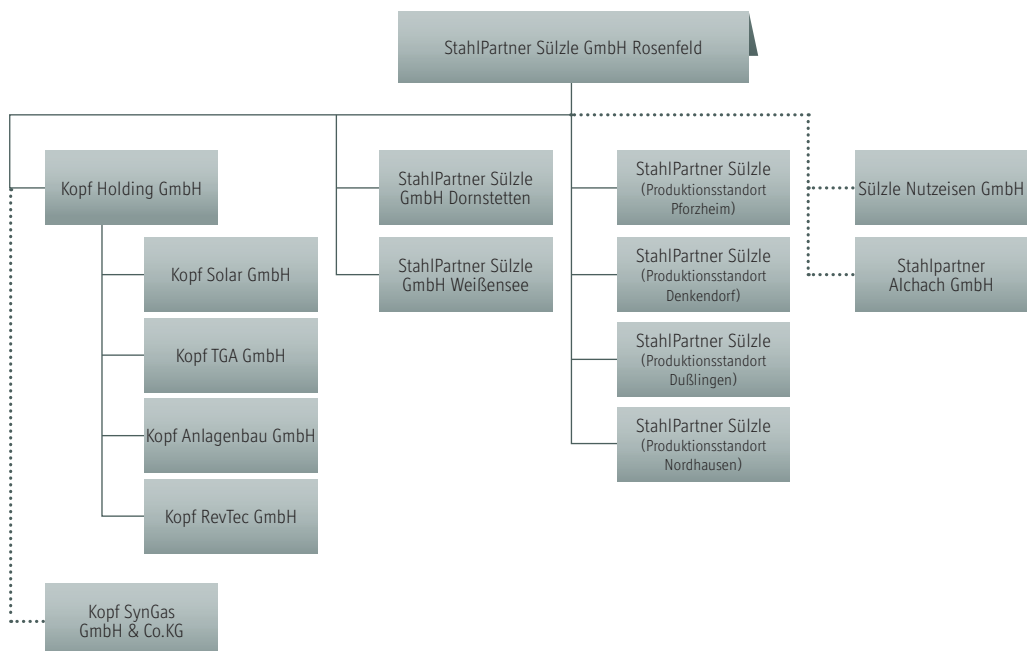 StahlPartner Sülzle GmbH Rosenfeld
Kopf Holding GmbH
Kopf Solar GmbH
Kopf TGA GmbH
Kopf Anlagenbau GmbH
Kopf RevTec GmbH
Kopf SynGas
GmbH & Co.KG
StahlPartner Sülzle
GmbH Dornstetten
StahlPartner Sülzle
GmbH Weißensee
StahlPartner Sülzle
(Produktionsstandort
Pforzheim)
StahlPartner Sülzle
(Produktionsstandort
Denkendorf)
StahlPartner Sülzle
(Produktionsstandort
Dußlingen)
StahlPartner Sülzle
(Produktionsstandort
Nordhausen)
Sülzle Nutzeisen GmbH
Stahlpartner
Alchach GmbH